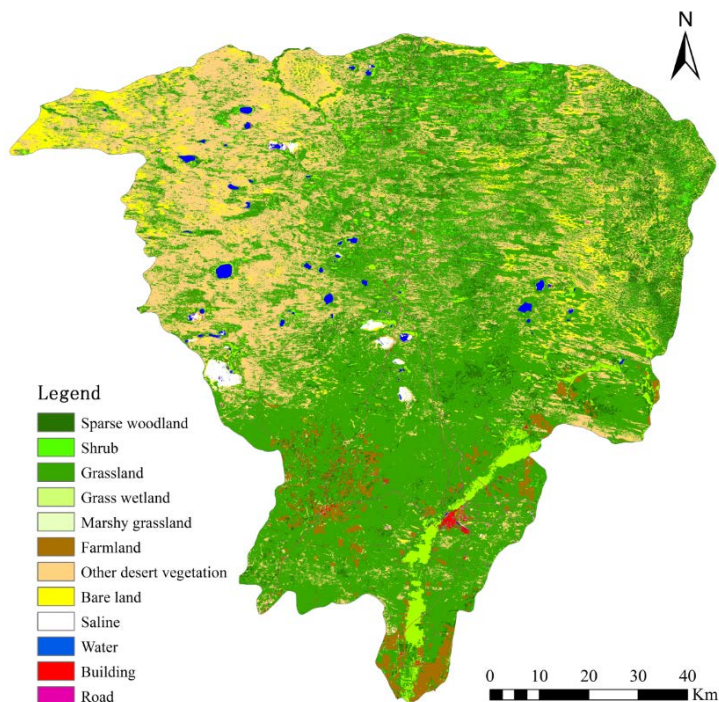 N
Legend
Sparse woodland
Shrub
Grassland
Grass wetland
Marshy grassland
Farmland
Other desert vegetation
Bare land
Saline
Water
Building
Road
0 10 20 30 40
Km